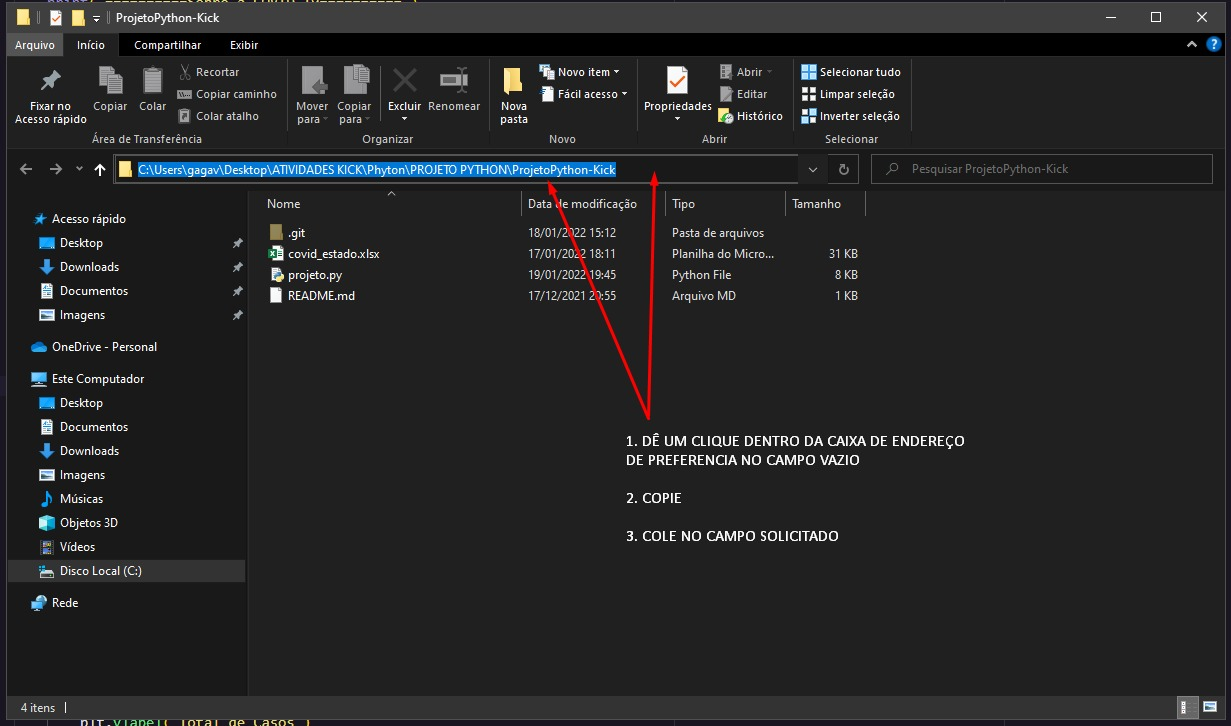 ProjetoPython-Kick
Arquivo
Início
Compartilhar
Exibir
Fixar no
Acesso rápido
Copiar
Colar
Recortar
Copiar caminho
Colar atalho
Área de Transferência
Mover
para
Copiar
para
Excluir
Renomear
Organizar
Nova
pasta
Novo item
Fácil acesso
Novo
Propriedades
Abrir
Editar
Histórico
Abrir
Selecionar tudo
Limpar seleção
Inverter seleção
Selecionar
C:\Users\gagav\Desktop\ATIVIDADES KICK\Phyton\PROJETO PYTHON\ProjetoPython-Kick
Pesquisar ProjetoPython-Kick
Nome Data de modificação Tipo Tamanho
.git 18/01/2022 15:12 Pasta de arquivos
covid_estado.xlsx 17/01/2022 18:11 Planilha do Micro... 31 KB
projeto.py 19/01/2022 19:45 Python File 8 KB
README.md 17/12/2021 20:55 Arquivo MD 1 KB
Acesso rápido
Desktop
Downloads
Documentos
Imagens
OneDrive - Personal
Este Computador
Desktop
Documentos
Downloads
Imagens
Músicas
Objetos 3D
Vídeos
Disco Local (C:)
Rede
1. DÊ UM CLIQUE DENTRO DA CAIXA DE ENDEREÇO
DE PREFERENCIA NO CAMPO VAZIO
2. COPIE
3. COLE NO CAMPO SOLICITADO
4 itens